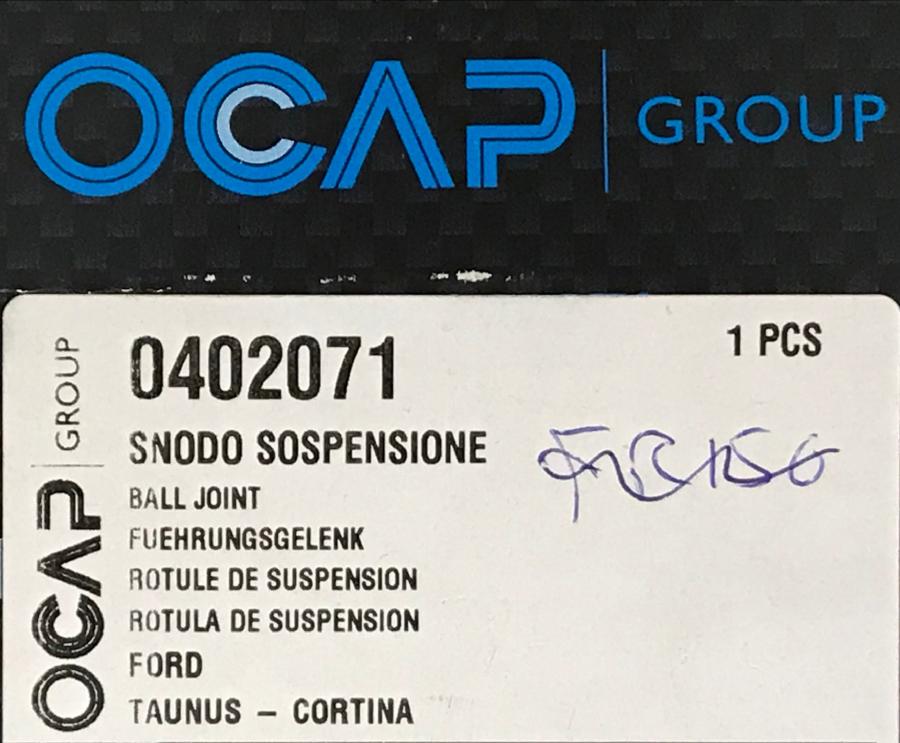 OCAP GROUP
0402071
1 PCS
SNODO SOSPENSIONE
BALL JOINT
FUEHRUNGSGELENK
ROTULE DE SUSPENSION
ROTULA DE SUSPENSION
FORD
TAUNUS – CORTINA
OCAP GROUP